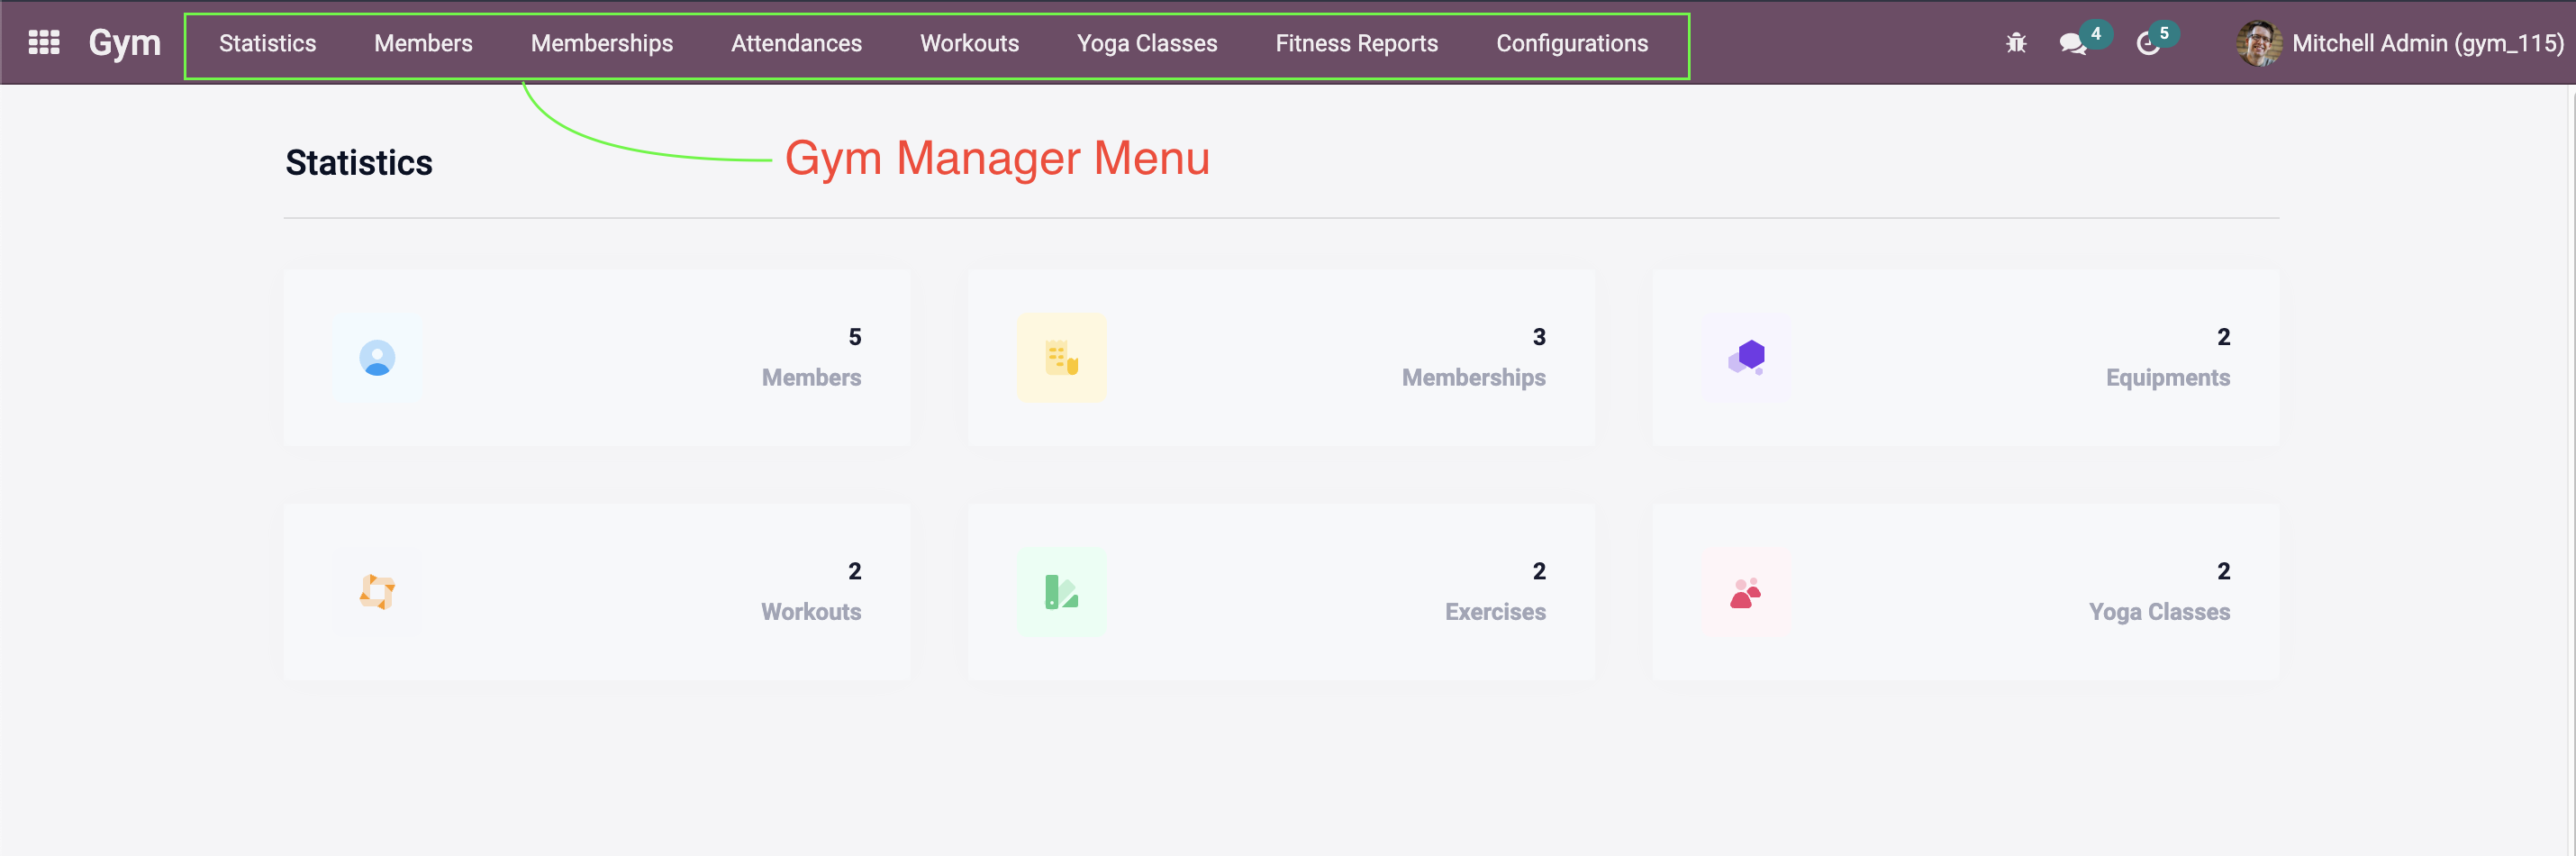 Gym Statistics Members Memberships Attendances Workouts Yoga Classes Fitness Reports Configurations 4 5 Mitchell Admin (gym_115)
Statistics
Gym Manager Menu
5
Members
3
Memberships
2
Equipments
2
Workouts
2
Exercises
2
Yoga Classes